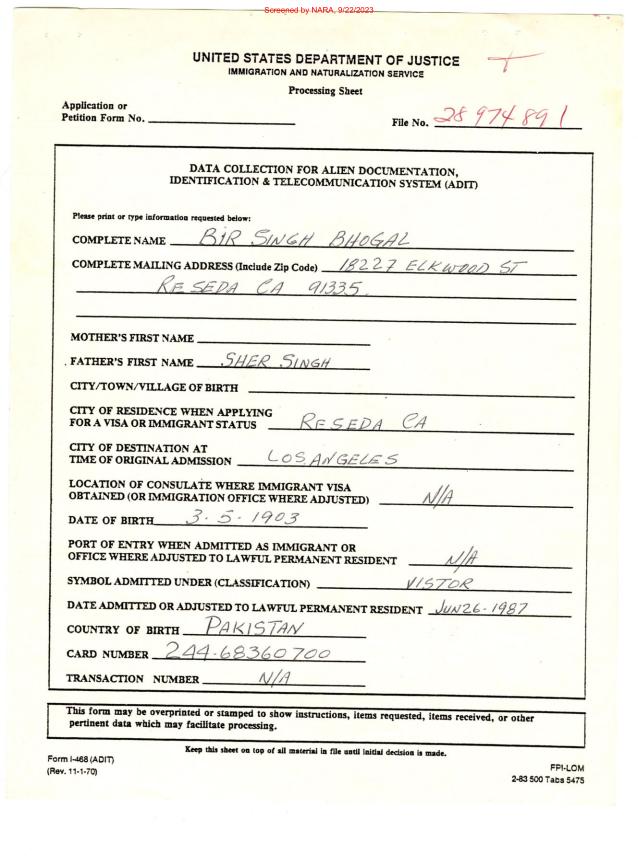 Screened by NARA, 9/22/2023
UNITED STATES DEPARTMENT OF JUSTICE
IMMIGRATION AND NATURALIZATION SERVICE
Processing Sheet
Application or
Petition Form No.
File No. 28 974 891
DATA COLLECTION FOR ALIEN DOCUMENTATION,
IDENTIFICATION & TELECOMMUNICATION SYSTEM (ADIT)
Please print or type information requested below:
COMPLETE NAME BIR SINGH BHOGAL
COMPLETE MAILING ADDRESS (Include Zip Code) 18227 ELKWOOD ST
RESEDA CA 91335
MOTHER'S FIRST NAME
FATHER'S FIRST NAME SHER SINGH
CITY/TOWN/VILLAGE OF BIRTH
CITY OF RESIDENCE WHEN APPLYING
FOR A VISA OR IMMIGRANT STATUS RESEDA CA
CITY OF DESTINATION AT
TIME OF ORIGINAL ADMISSION LOS ANGELES
LOCATION OF CONSULATE WHERE IMMIGRANT VISA
OBTAINED (OR IMMIGRATION OFFICE WHERE ADJUSTED) N/A
DATE OF BIRTH 3-5-1903
PORT OF ENTRY WHEN ADMITTED AS IMMIGRANT OR
OFFICE WHERE ADJUSTED TO LAWFUL PERMANENT RESIDENT N/A
SYMBOL ADMITTED UNDER (CLASSIFICATION) VISTOR
DATE ADMITTED OR ADJUSTED TO LAWFUL PERMANENT RESIDENT JUN26-1987
COUNTRY OF BIRTH PAKISTAN
CARD NUMBER 244-68360700
TRANSACTION NUMBER N/A
This form may be overprinted or stamped to show instructions, items requested, items received, or other
pertinent data which may facilitate processing.
Keep this sheet on top of all material in file until initial decision is made.
Form I-468 (ADIT)
(Rev. 11-1-70)
FPI-LOM
2-83 500 Tabs 5475